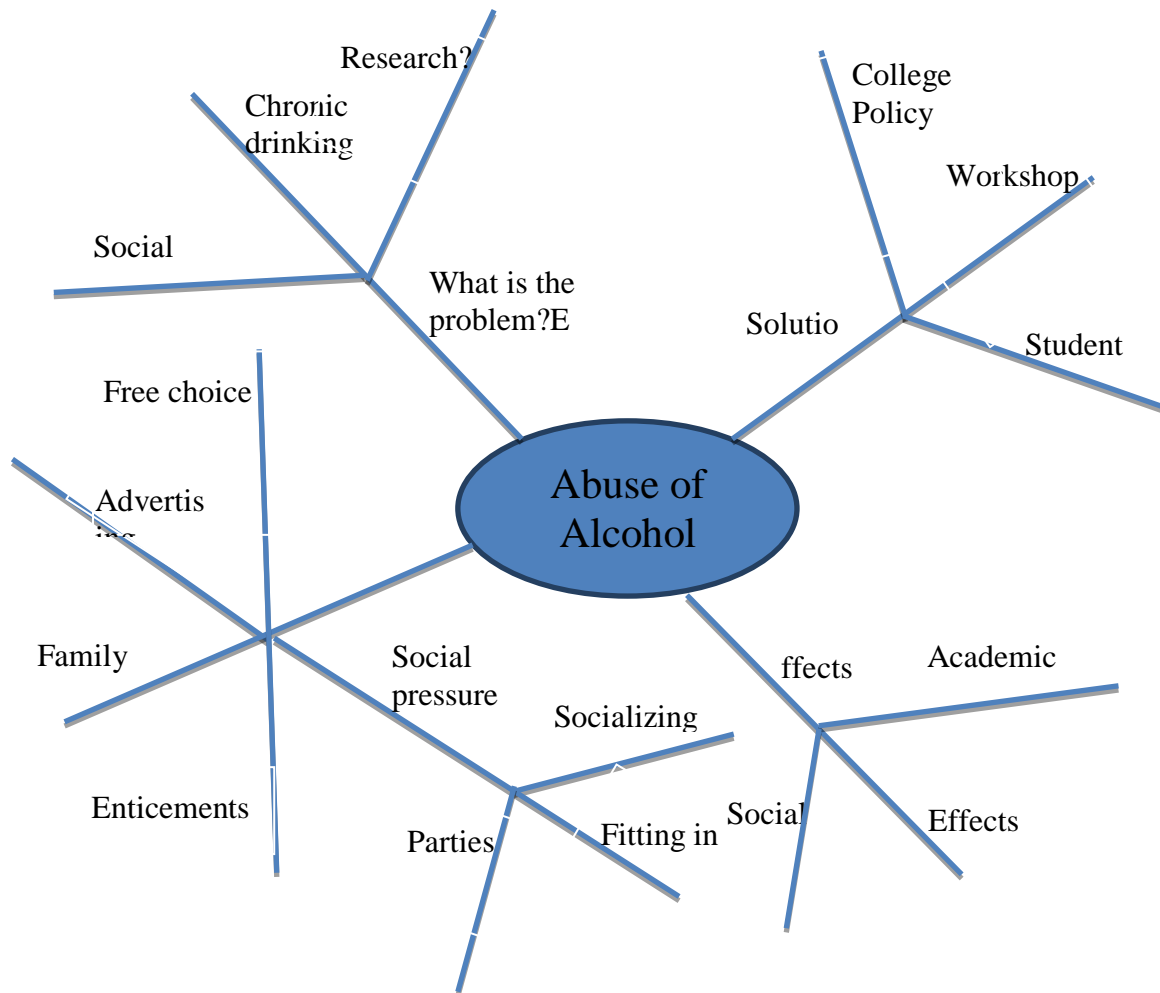 Research?
Chronic
drinking
Social
What is the
problem?E
College
Policy
Workshop
Solutio
Student
Abuse of
Alcohol
Free choice
Advertis
ing
Family
Enticements
Social
pressure
Socializing
Parties
Fitting in
ffects
Academic
Social
Effects